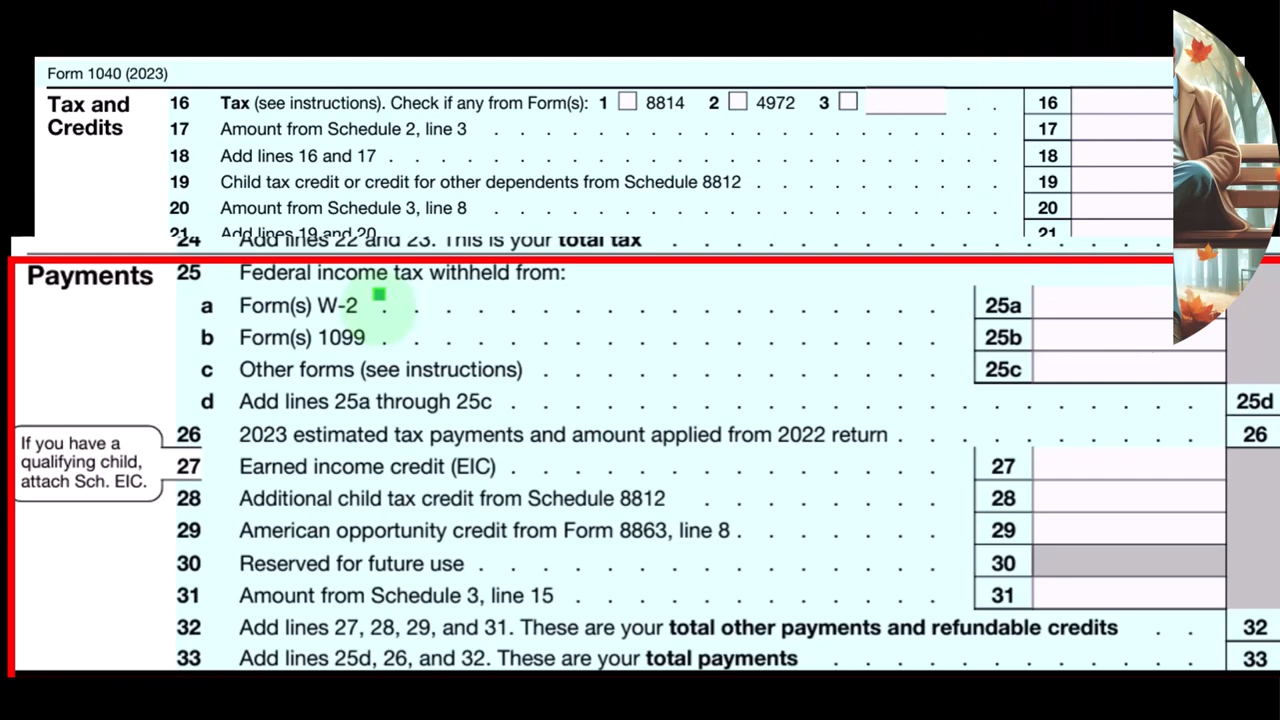 Form 1040 (2023)
Tax and Credits
16 Tax (see instructions). Check if any from Form(s): 1 8814 2 4972 3 . . 16
17 Amount from Schedule 2, line 3 . . . . . . . . . . . . . . . . . 17
18 Add lines 16 and 17 . . . . . . . . . . . . . . . . . . . . 18
19 Child tax credit or credit for other dependents from Schedule 8812 . . . . . . . . 19
20 Amount from Schedule 3, line 8 . . . . . . . . . . . . . . . . . 20
21 Add lines 19 and 20 21
24 Add lines 22 and 23. This is your total tax . . . . . . . . . . . . . . . .
Payments
25 Federal income tax withheld from:
a Form(s) W-2 . . . . . . . . . . . . . . . . . . 25a
b Form(s) 1099 . . . . . . . . . . . . . . . . . . 25b
c Other forms (see instructions) . . . . . . . . . . . . . 25c
d Add lines 25a through 25c . . . . . . . . . . . . . . . . . . . . . . 25d
26 2023 estimated tax payments and amount applied from 2022 return . . . . . . . . . . 26
If you have a qualifying child, attach Sch. EIC.
27 Earned income credit (EIC) . . . . . . . . . . . . . . 27
28 Additional child tax credit from Schedule 8812 . . . . . . . . 28
29 American opportunity credit from Form 8863, line 8 . . . . . . . 29
30 Reserved for future use . . . . . . . . . . . . . . . 30
31 Amount from Schedule 3, line 15 . . . . . . . . . . . . 31
32 Add lines 27, 28, 29, and 31. These are your total other payments and refundable credits . . 32
33 Add lines 25d, 26, and 32. These are your total payments . . . . . . . . . . . . 33